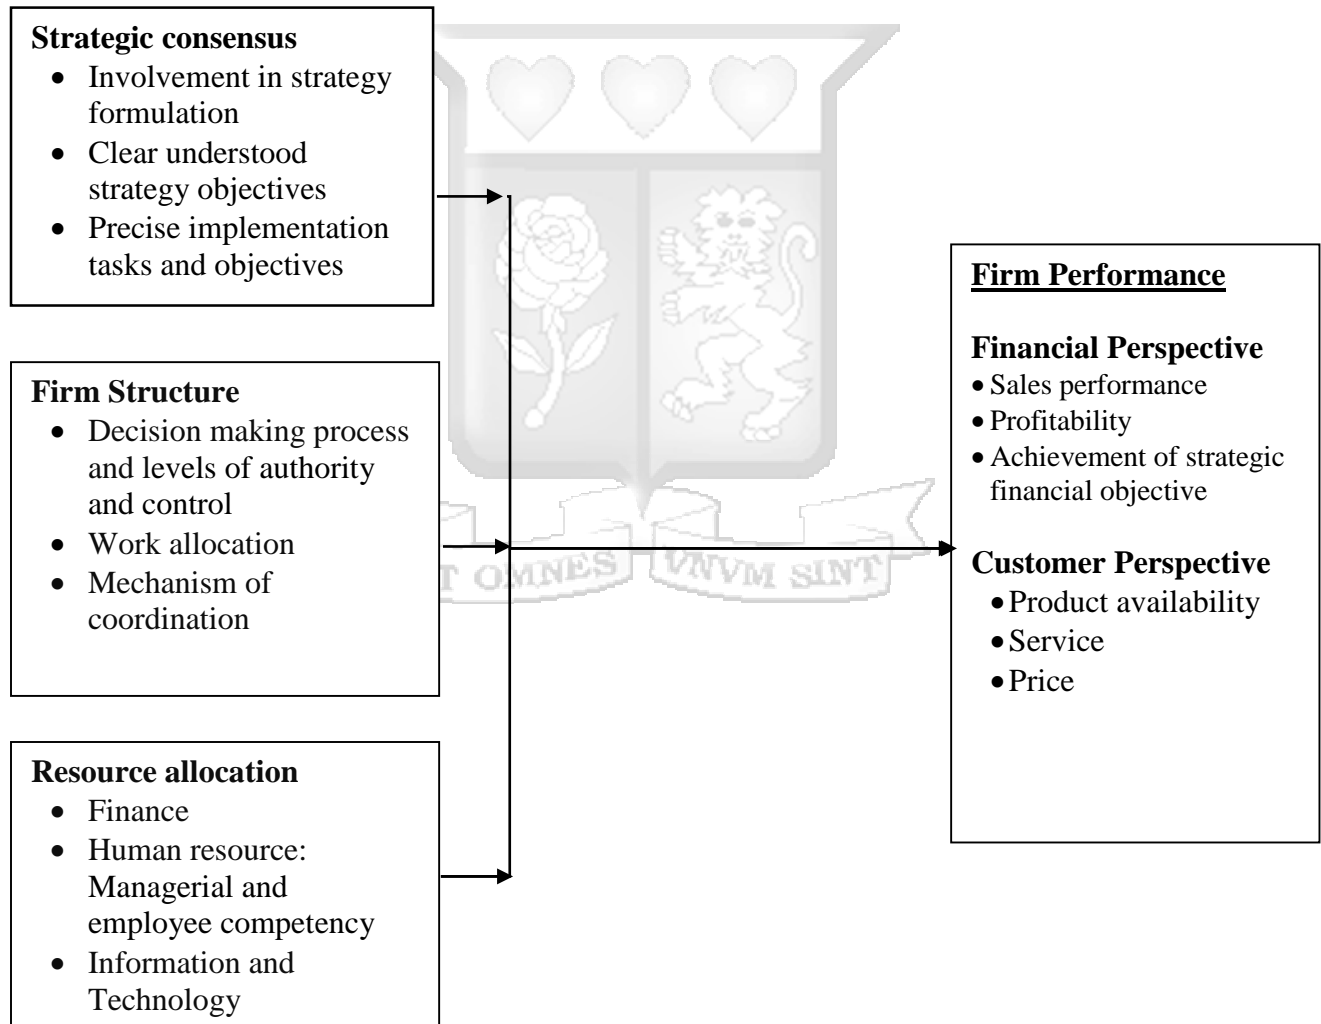 Strategic consensus
• Involvement in strategy
formulation
• Clear understood
strategy objectives
• Precise implementation
tasks and objectives
Firm Structure
• Decision making process
and levels of authority
and control
• Work allocation
• Mechanism of
coordination
Resource allocation
• Finance
• Human resource:
Managerial and
employee competency
• Information and
Technology
T OMNES VNVM SINT
Firm Performance
Financial Perspective
• Sales performance
• Profitability
• Achievement of strategic
financial objective
Customer Perspective
• Product availability
• Service
• Price